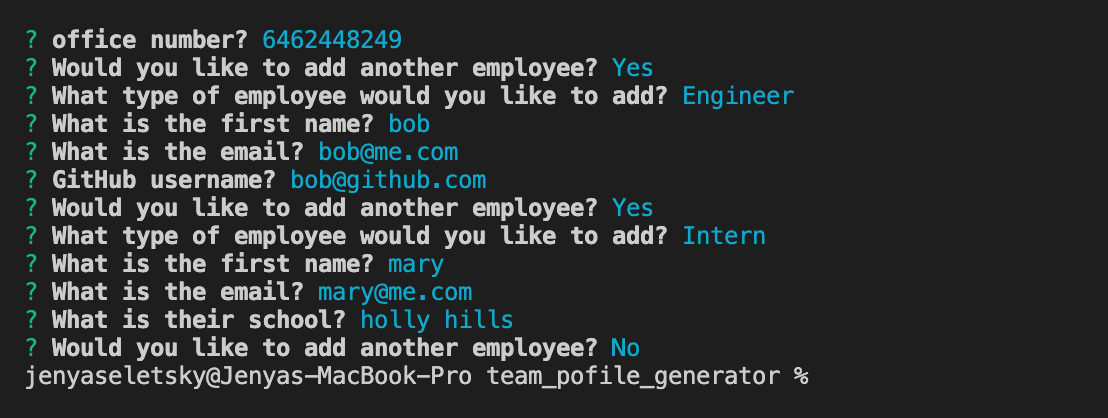 ? office number? 6462448249
? Would you like to add another employee? Yes
? What type of employee would you like to add? Engineer
? What is the first name? bob
? What is the email? bob@me.com
? GitHub username? bob@github.com
? Would you like to add another employee? Yes
? What type of employee would you like to add? Intern
? What is the first name? mary
? What is the email? mary@me.com
? What is their school? holly hills
? Would you like to add another employee? No
jenyaseletsky@Jenyas-MacBook-Pro team_pofile_generator %